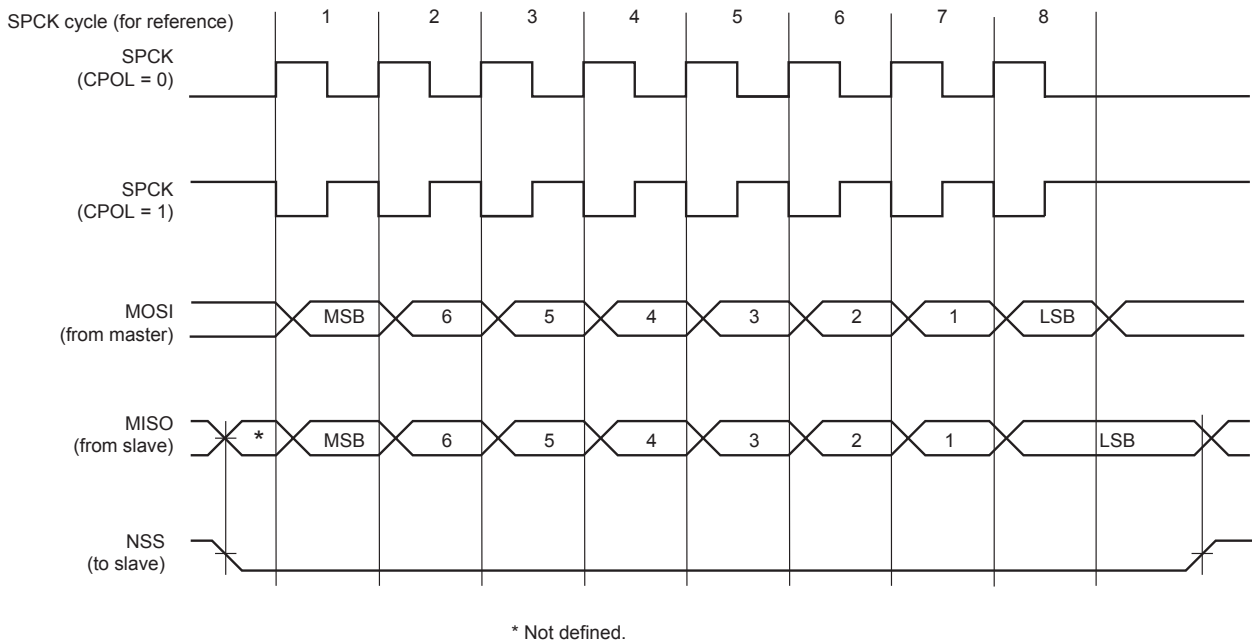 SPCK cycle (for reference) 1 2 3 4 5 6 7 8
SPCK
(CPOL = 0)
SPCK
(CPOL = 1)
MOSI
(from master)
MSB 6 5 4 3 2 1 LSB
MISO
(from slave)
* MSB 6 5 4 3 2 1 LSB
NSS
(to slave)
* Not defined.